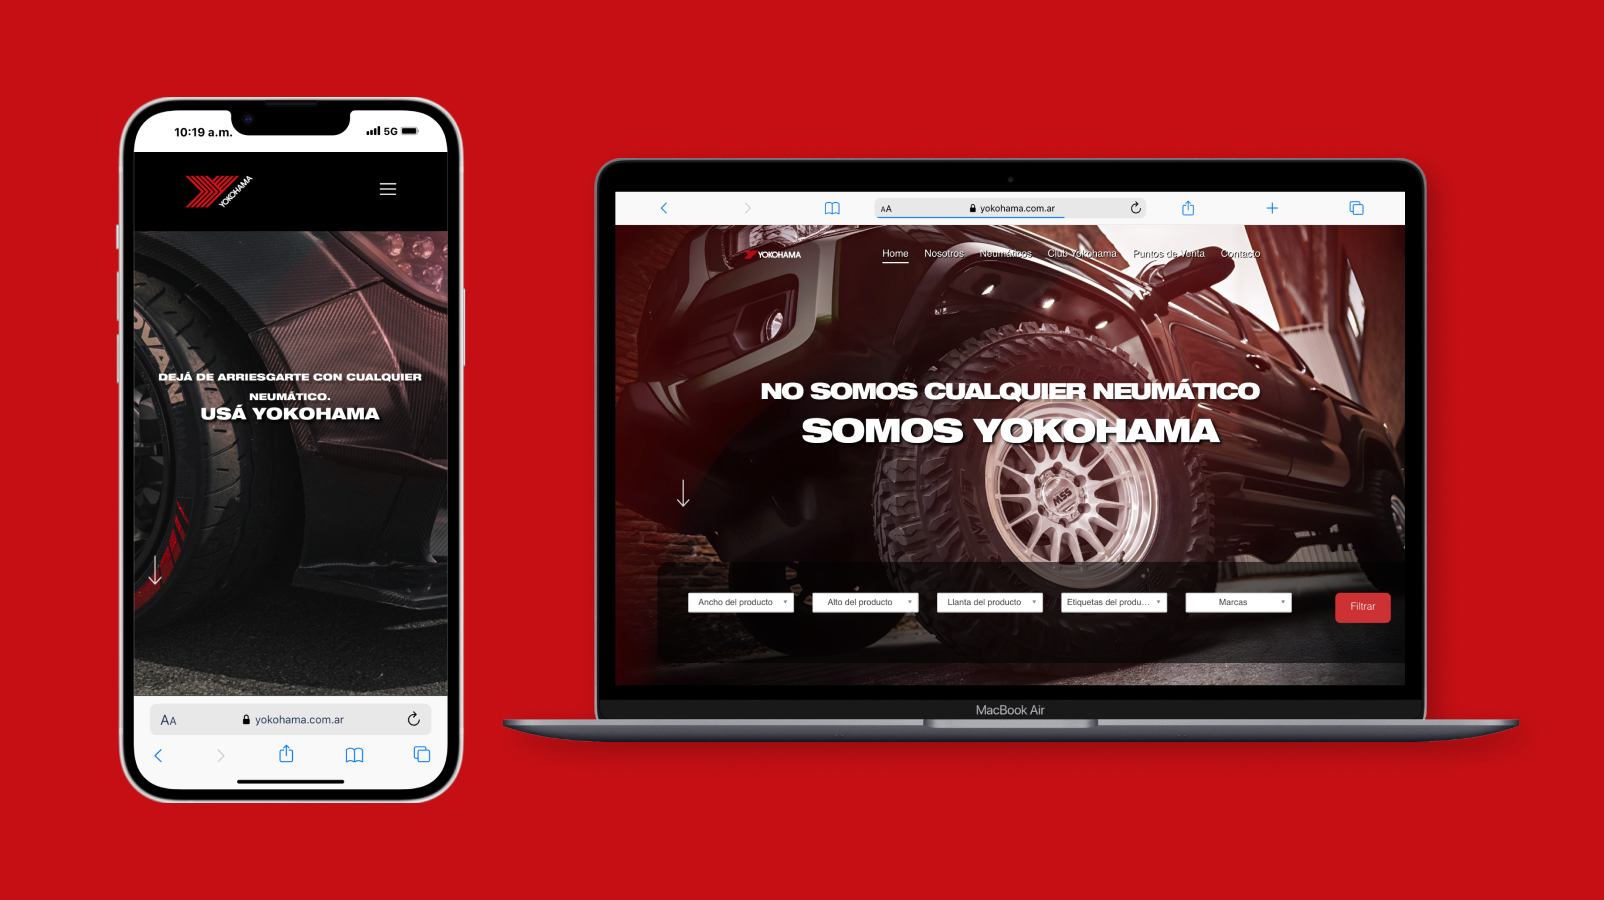 10:19 a.m.
5G
YOKOHAMA
ADVAN
DEJÁ DE ARRIESGARTE CON CUALQUIER
NEUMÁTICO.
USÁ YOKOHAMA
AA
yokohama.com.ar
AA
yokohama.com.ar
YOKOHAMA
Home
Nosotros
Neumáticos
Club Yokohama
Puntos de Venta
Contacto
NO SOMOS CUALQUIER NEUMÁTICO
SOMOS YOKOHAMA
MSS
Ancho del producto
Alto del producto
Llanta del producto
Etiquetas del produ...
Marcas
Filtrar
MacBook Air